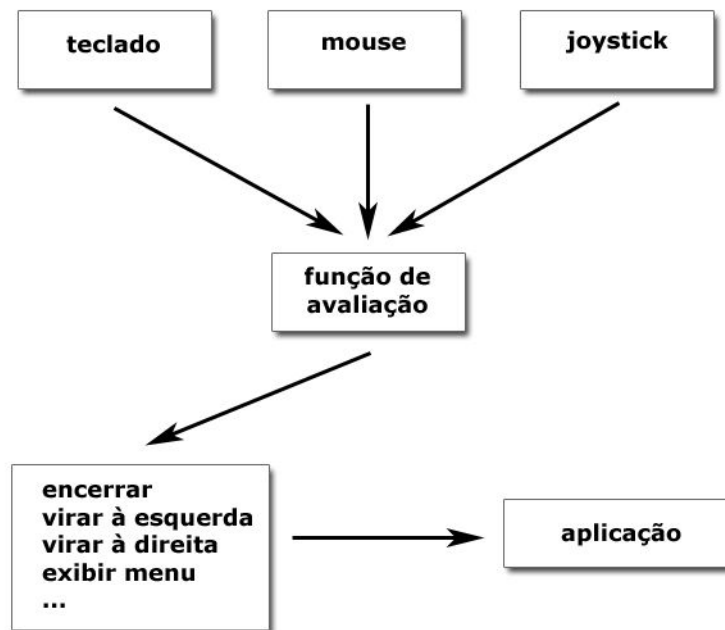 teclado
mouse
joystick
função de
avaliação
encerrar
virar à esquerda
virar à direita
exibir menu
...
aplicação